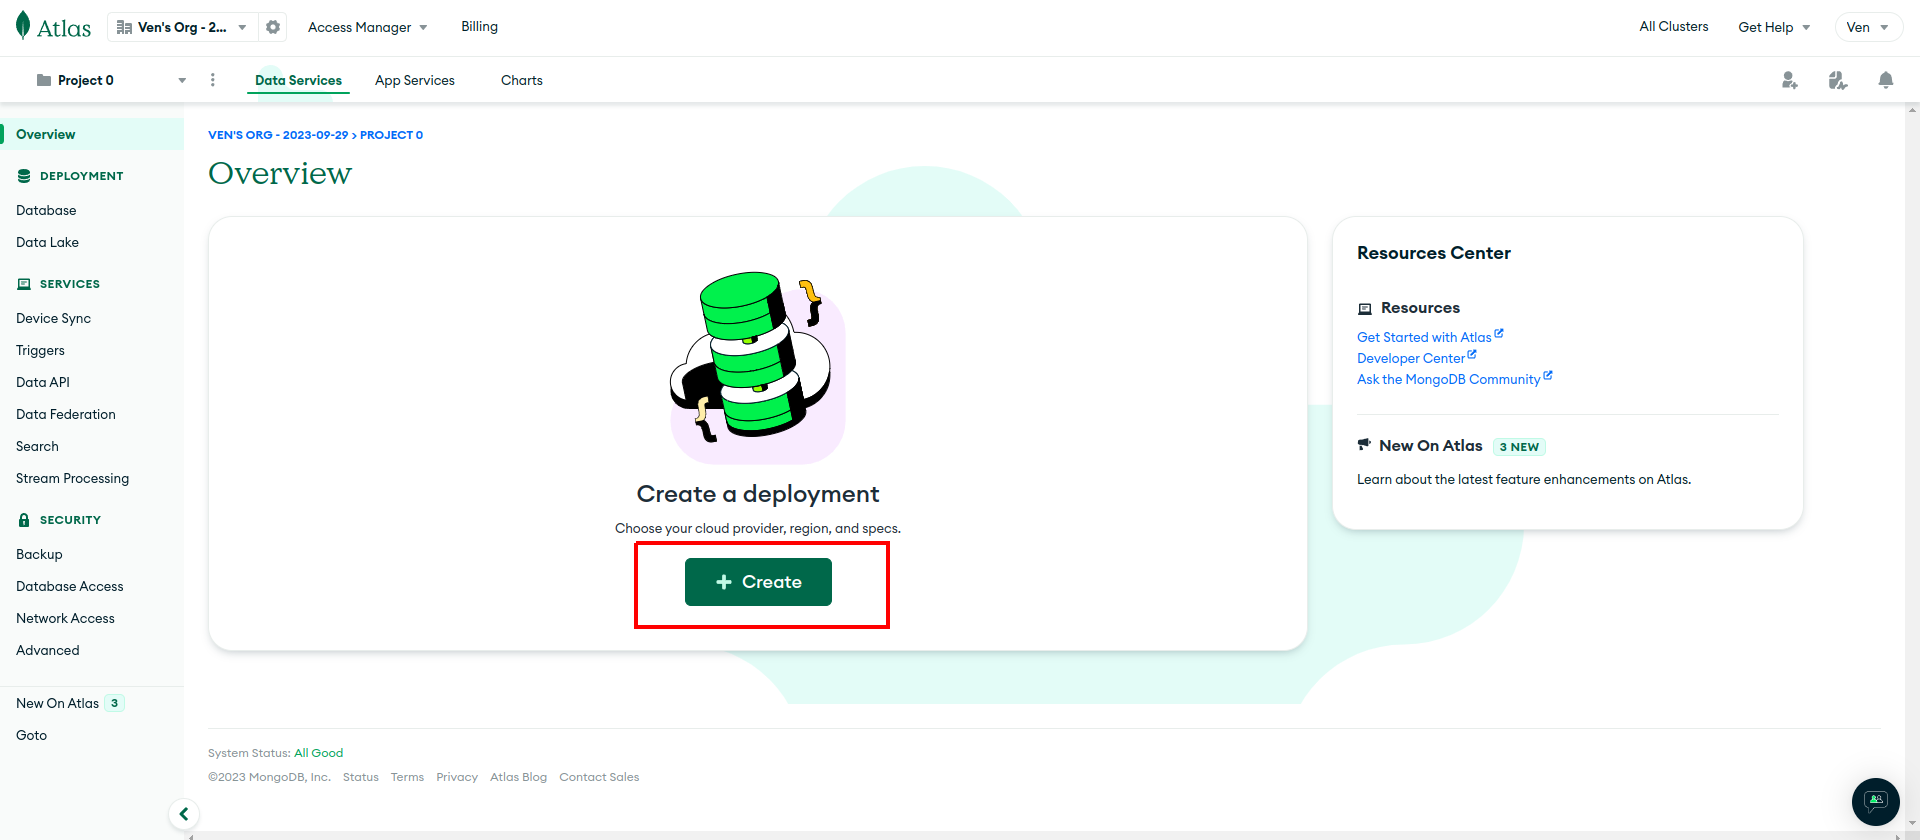 Atlas
Ven's Org - 2...
Access Manager
Billing
All Clusters
Get Help
Ven
Project 0
Data Services
App Services
Charts
Overview
DEPLOYMENT
Database
Data Lake
SERVICES
Device Sync
Triggers
Data API
Data Federation
Search
Stream Processing
SECURITY
Backup
Database Access
Network Access
Advanced
New On Atlas 3
Goto
VEN'S ORG - 2023-09-29 > PROJECT 0
Overview
Create a deployment
Choose your cloud provider, region, and specs.
+ Create
Resources Center
Resources
Get Started with Atlas
Developer Center
Ask the MongoDB Community
New On Atlas 3 NEW
Learn about the latest feature enhancements on Atlas.
System Status: All Good
©2023 MongoDB, Inc. Status Terms Privacy Atlas Blog Contact Sales